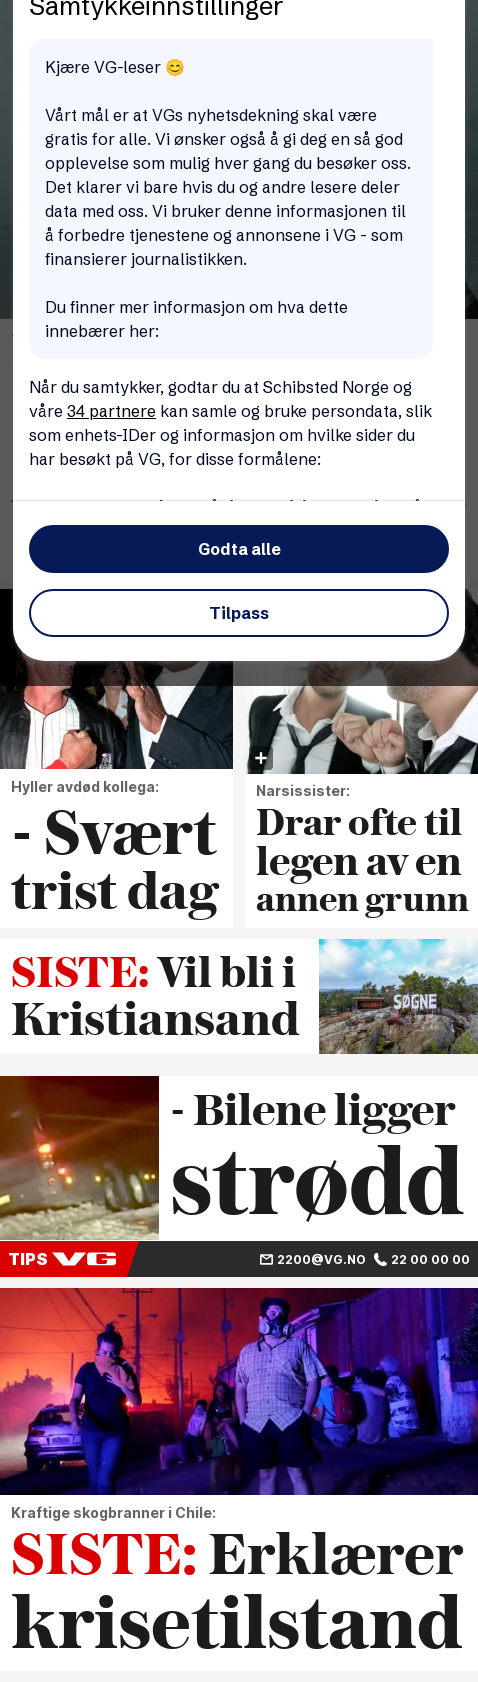 Samtykkeinnstillinger
Kjære VG-leser 😊
Vårt mål er at VGs nyhetsdekning skal være
gratis for alle. Vi ønsker også å gi deg en så god
opplevelse som mulig hver gang du besøker oss.
Det klarer vi bare hvis du og andre lesere deler
data med oss. Vi bruker denne informasjonen til
å forbedre tjenestene og annonsene i VG - som
finansierer journalistikken.
Du finner mer informasjon om hva dette
innebærer her:
Når du samtykker, godtar du at Schibsted Norge og
våre 34 partnere kan samle og bruke persondata, slik
som enhets-IDer og informasjon om hvilke sider du
har besøkt på VG, for disse formålene:
Godta alle
Tilpass
Hyller avdød kollega:
- Svært
trist dag
Narsissister:
Drar ofte til
legen av en
annen grunn
SISTE: Vil bli i
Kristiansand
SØGNE
- Bilene ligger
strødd
TIPS VG 2200@VG.NO 22 00 00 00
Kraftige skogbranner i Chile:
SISTE: Erklærer
krisetilstand